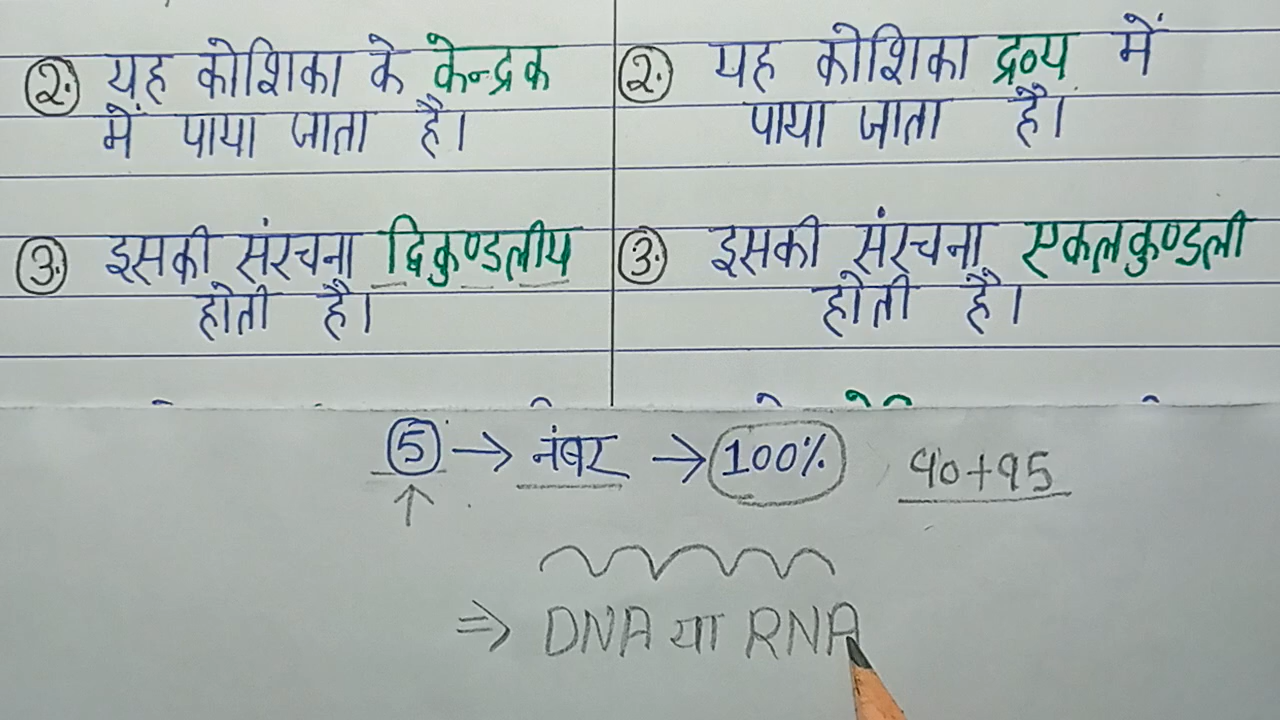 2. यह कोशिका के केन्द्रक
में पाया जाता है।
3. इसकी संरचना द्विकुण्डलीय
होती है।
2. यह कोशिका द्रव्य में
पाया जाता है।
3. इसकी संरचना एकलकुण्डली
होती है।
5 → नंबर → 100% 90+95
⇒ DNA या RNA